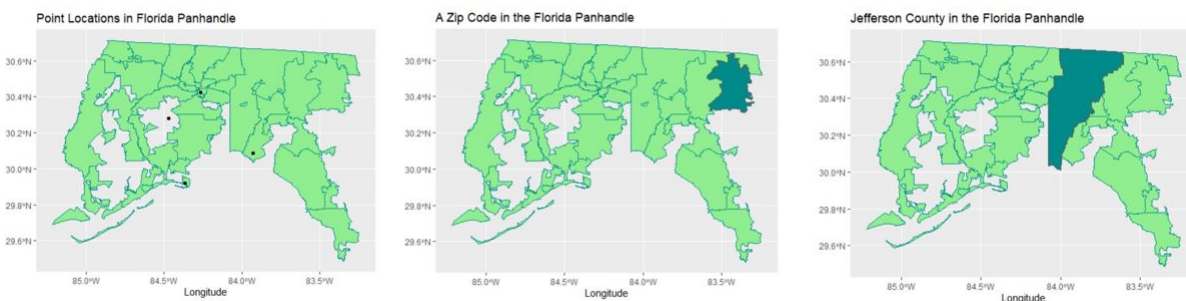 Point Locations in Florida Panhandle
30.6°N
30.4°N
30.2°N
30.0°N
29.8°N
29.6°N
85.0°W 84.5°W 84.0°W 83.5°W
Longitude
A Zip Code in the Florida Panhandle
30.6°N
30.4°N
30.2°N
30.0°N
29.8°N
29.6°N
85.0°W 84.5°W 84.0°W 83.5°W
Longitude
Jefferson County in the Florida Panhandle
30.6°N
30.4°N
30.2°N
30.0°N
29.8°N
29.6°N
85.0°W 84.5°W 84.0°W 83.5°W
Longitude